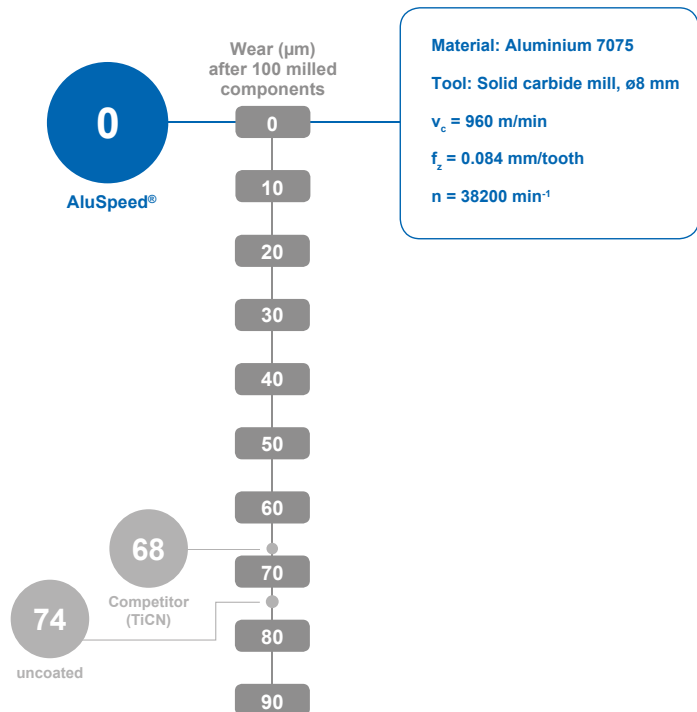 Wear (µm)
after 100 milled
components
0
AluSpeed®
0
10
20
30
40
50
60
70
80
90
68
Competitor
(TiCN)
74
uncoated
Material: Aluminium 7075
Tool: Solid carbide mill, ø8 mm
v꜀ = 960 m/min
f_z = 0.084 mm/tooth
n = 38200 min⁻¹